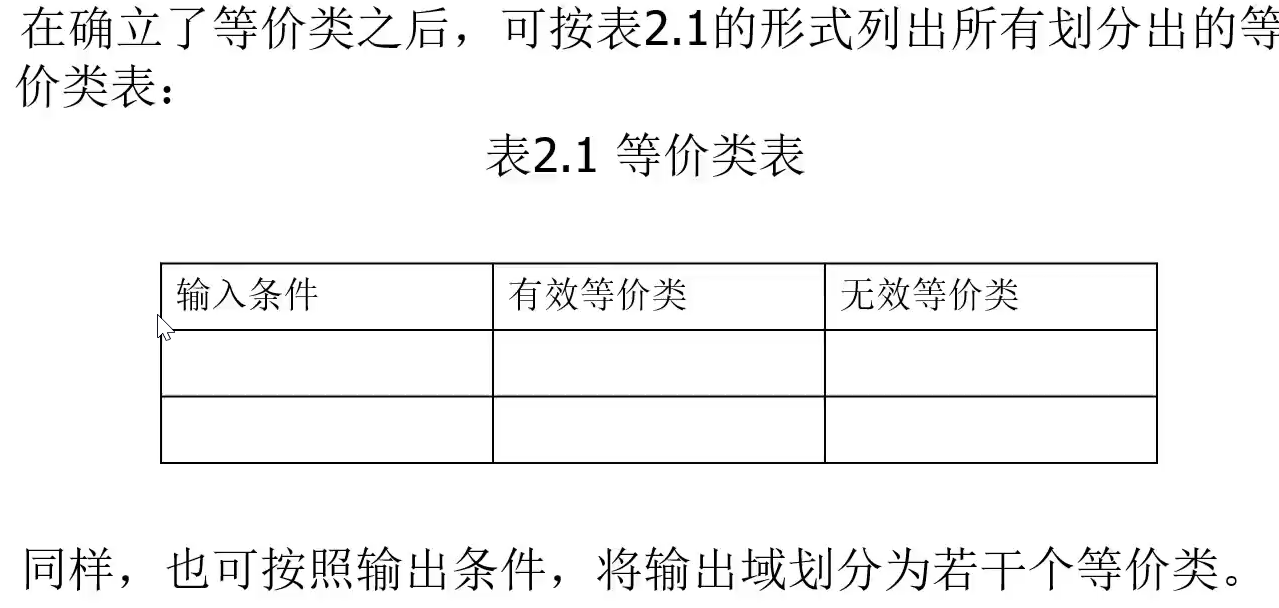 在确立了等价类之后，可按表2.1的形式列出所有划分出的等
价类表：
表2.1 等价类表
输入条件 有效等价类 无效等价类
同样，也可按照输出条件，将输出域划分为若干个等价类。